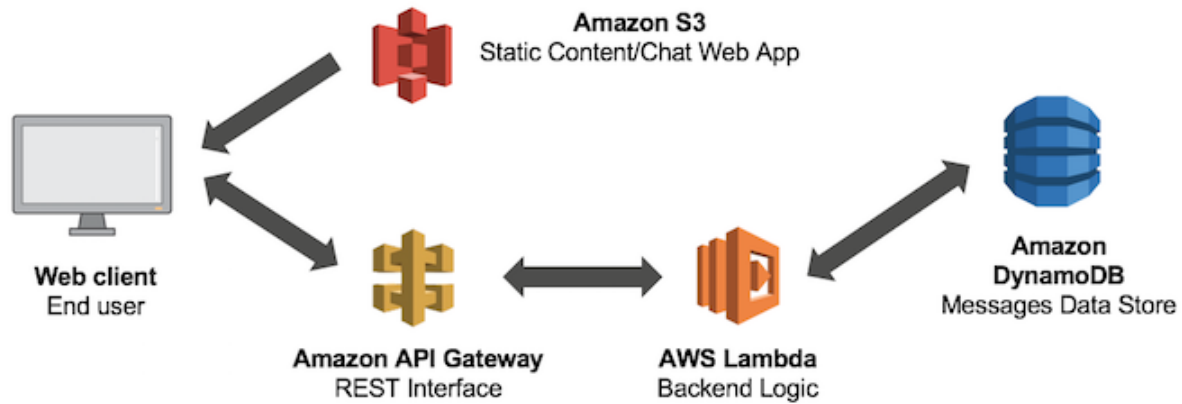 Amazon S3
Static Content/Chat Web App
Web client
End user
Amazon API Gateway
REST Interface
AWS Lambda
Backend Logic
Amazon
DynamoDB
Messages Data Store